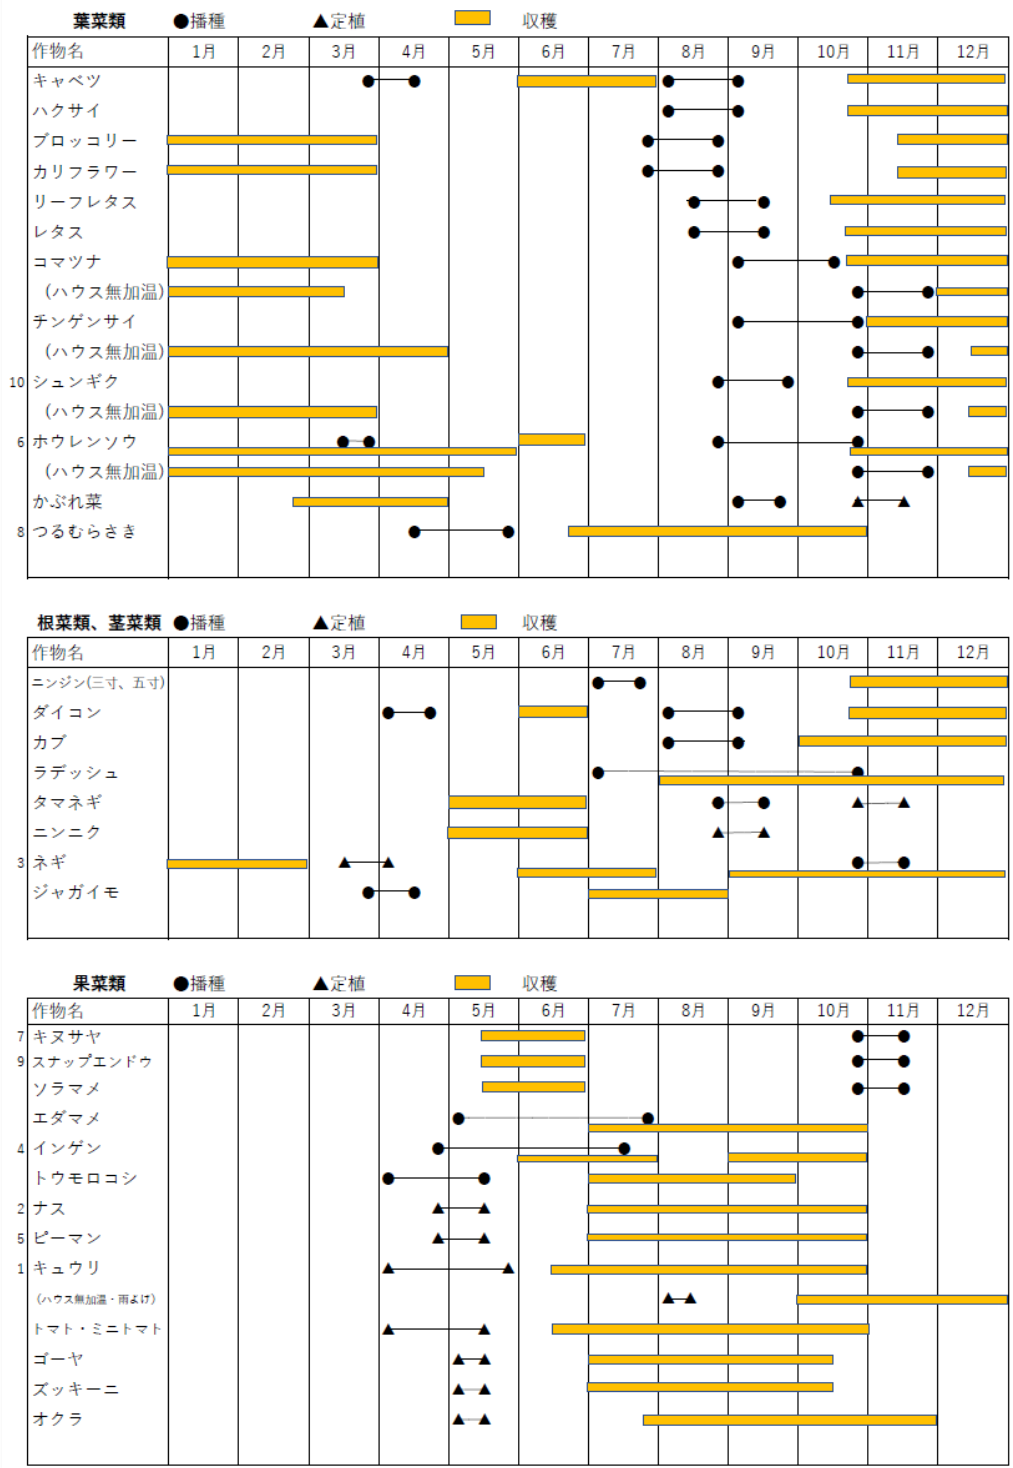 葉菜類 ●播種 ▲定植 収穫
作物名 1月 2月 3月 4月 5月 6月 7月 8月 9月 10月 11月 12月
キャベツ
ハクサイ
ブロッコリー
カリフラワー
リーフレタス
レタス
コマツナ
(ハウス無加温)
チンゲンサイ
(ハウス無加温)
10 シュンギク
(ハウス無加温)
6 ホウレンソウ
(ハウス無加温)
かぶれ菜
8 つるむらさき
根菜類、茎菜類 ●播種 ▲定植 収穫
作物名 1月 2月 3月 4月 5月 6月 7月 8月 9月 10月 11月 12月
ニンジン(三寸、五寸)
ダイコン
カブ
ラデッシュ
タマネギ
ニンニク
3 ネギ
ジャガイモ
果菜類 ●播種 ▲定植 収穫
作物名 1月 2月 3月 4月 5月 6月 7月 8月 9月 10月 11月 12月
7 キヌサヤ
9 スナップエンドウ
ソラマメ
エダマメ
4 インゲン
トウモロコシ
2 ナス
5 ピーマン
1 キュウリ
(ハウス無加温・雨よけ)
トマト・ミニトマト
ゴーヤ
ズッキーニ
オクラ